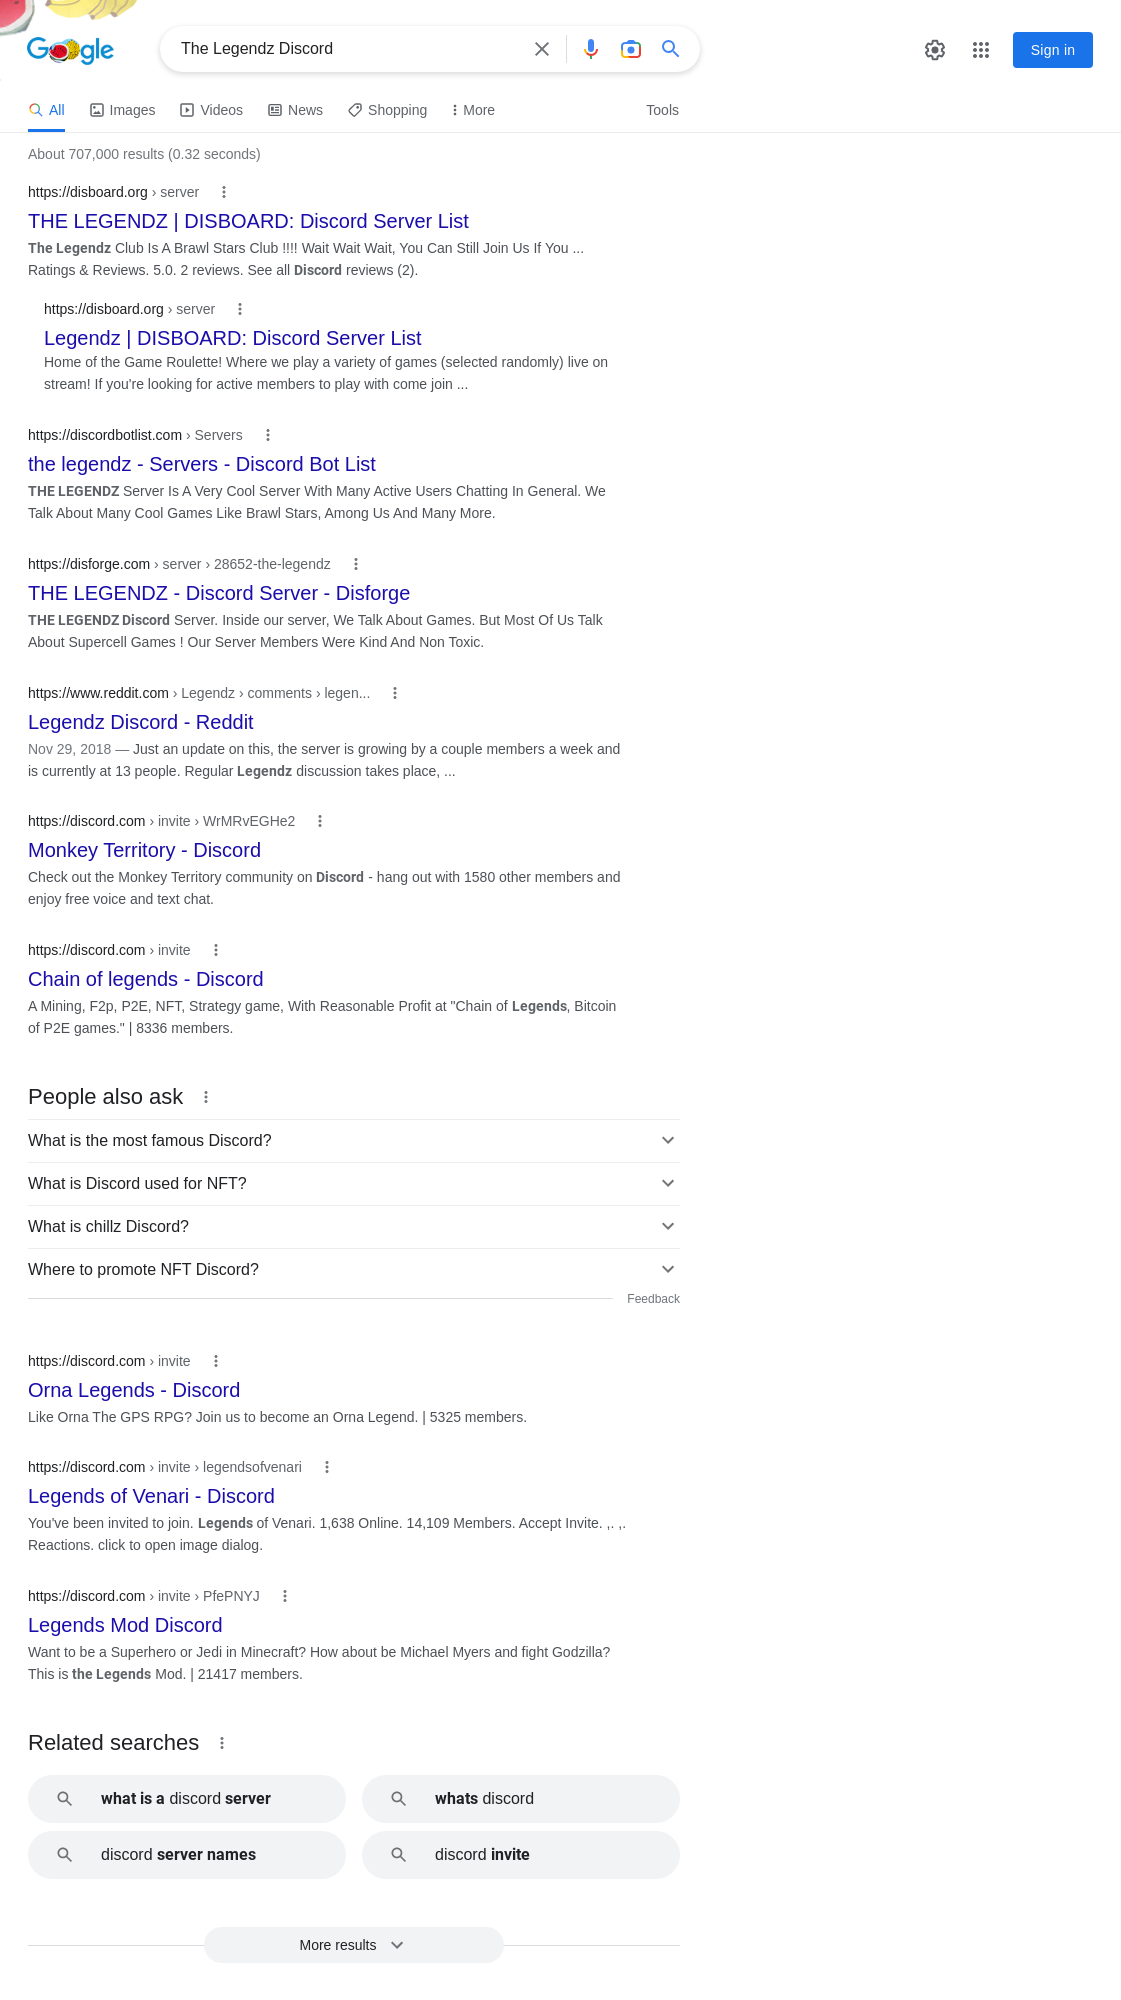 Google
The Legendz Discord
Sign in
All
Images
Videos
News
Shopping
More
Tools
About 707,000 results (0.32 seconds)
https://disboard.org › server
THE LEGENDZ | DISBOARD: Discord Server List
The Legendz Club Is A Brawl Stars Club !!!! Wait Wait Wait, You Can Still Join Us If You ...
Ratings & Reviews. 5.0. 2 reviews. See all Discord reviews (2).
https://disboard.org › server
Legendz | DISBOARD: Discord Server List
Home of the Game Roulette! Where we play a variety of games (selected randomly) live on
stream! If you're looking for active members to play with come join ...
https://discordbotlist.com › Servers
the legendz - Servers - Discord Bot List
THE LEGENDZ Server Is A Very Cool Server With Many Active Users Chatting In General. We
Talk About Many Cool Games Like Brawl Stars, Among Us And Many More.
https://disforge.com › server › 28652-the-legendz
THE LEGENDZ - Discord Server - Disforge
THE LEGENDZ Discord Server. Inside our server, We Talk About Games. But Most Of Us Talk
About Supercell Games ! Our Server Members Were Kind And Non Toxic.
https://www.reddit.com › Legendz › comments › legen...
Legendz Discord - Reddit
Nov 29, 2018 — Just an update on this, the server is growing by a couple members a week and
is currently at 13 people. Regular Legendz discussion takes place, ...
https://discord.com › invite › WrMRvEGHe2
Monkey Territory - Discord
Check out the Monkey Territory community on Discord - hang out with 1580 other members and
enjoy free voice and text chat.
https://discord.com › invite
Chain of legends - Discord
A Mining, F2p, P2E, NFT, Strategy game, With Reasonable Profit at "Chain of Legends, Bitcoin
of P2E games." | 8336 members.
People also ask
What is the most famous Discord?
What is Discord used for NFT?
What is chillz Discord?
Where to promote NFT Discord?
Feedback
https://discord.com › invite
Orna Legends - Discord
Like Orna The GPS RPG? Join us to become an Orna Legend. | 5325 members.
https://discord.com › invite › legendsofvenari
Legends of Venari - Discord
You've been invited to join. Legends of Venari. 1,638 Online. 14,109 Members. Accept Invite. ,. ,.
Reactions. click to open image dialog.
https://discord.com › invite › PfePNYJ
Legends Mod Discord
Want to be a Superhero or Jedi in Minecraft? How about be Michael Myers and fight Godzilla?
This is the Legends Mod. | 21417 members.
Related searches
what is a discord server
whats discord
discord server names
discord invite
More results